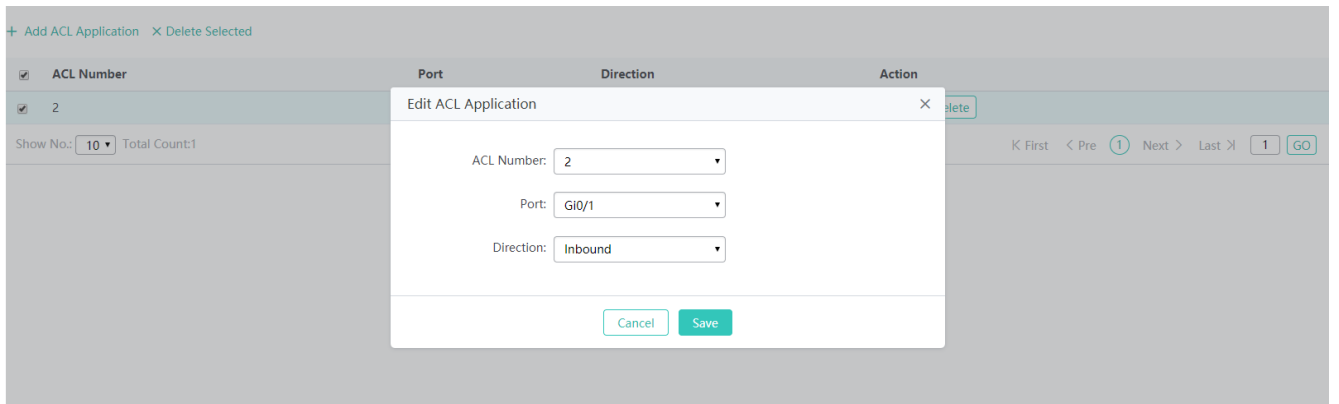 + Add ACL Application × Delete Selected
ACL Number Port Direction Action
2
Edit ACL Application ×
Show No.: 10 Total Count:1
K First < Pre 1 Next > Last >| 1 GO
ACL Number: 2
Port: Gi0/1
Direction: Inbound
Cancel Save